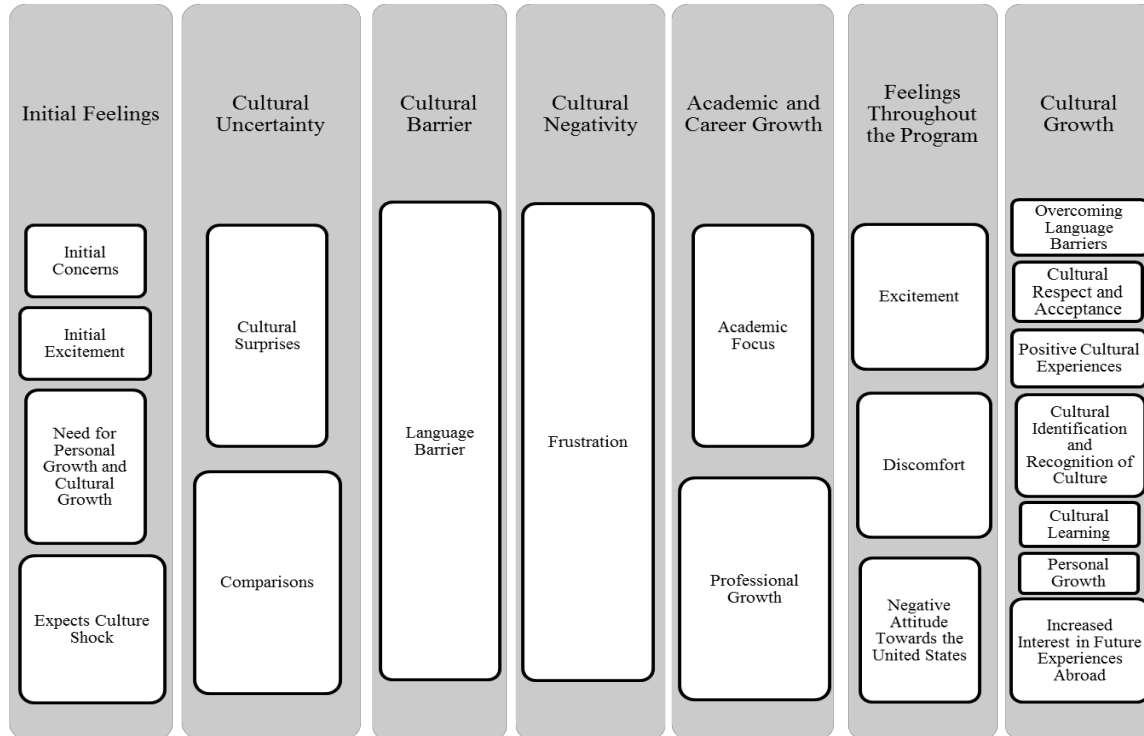 Initial Feelings
Initial
Concerns
Initial
Excitement
Need for
Personal
Growth and
Cultural
Growth
Expects Culture
Shock
Cultural
Uncertainty
Cultural
Surprises
Comparisons
Cultural
Barrier
Language
Barrier
Cultural
Negativity
Frustration
Academic and
Career Growth
Academic
Focus
Professional
Growth
Feelings
Throughout
the Program
Excitement
Discomfort
Negative
Attitude
Towards the
United States
Cultural
Growth
Overcoming
Language
Barriers
Cultural
Respect and
Acceptance
Positive Cultural
Experiences
Cultural
Identification
and
Recognition of
Culture
Cultural
Learning
Personal
Growth
Increased
Interest in Future
Experiences
Abroad